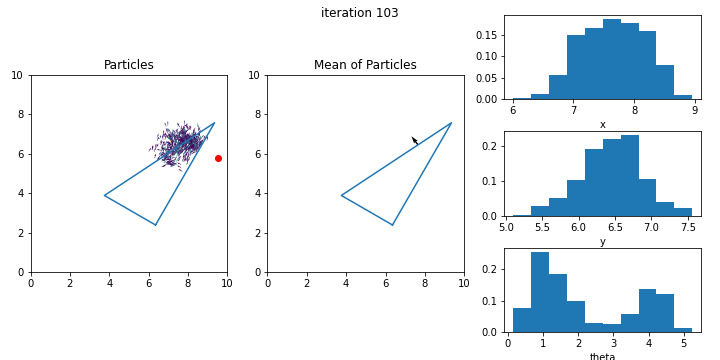 iteration 103
Particles
10
8
6
4
2
0
0 2 4 6 8 10
Mean of Particles
10
8
6
4
2
0
0 2 4 6 8 10
0.15
0.10
0.05
0.00
6 7 8 9
x
0.2
0.1
0.0
5.0 5.5 6.0 6.5 7.0 7.5
y
0.2
0.1
0.0
0 1 2 3 4 5
theta